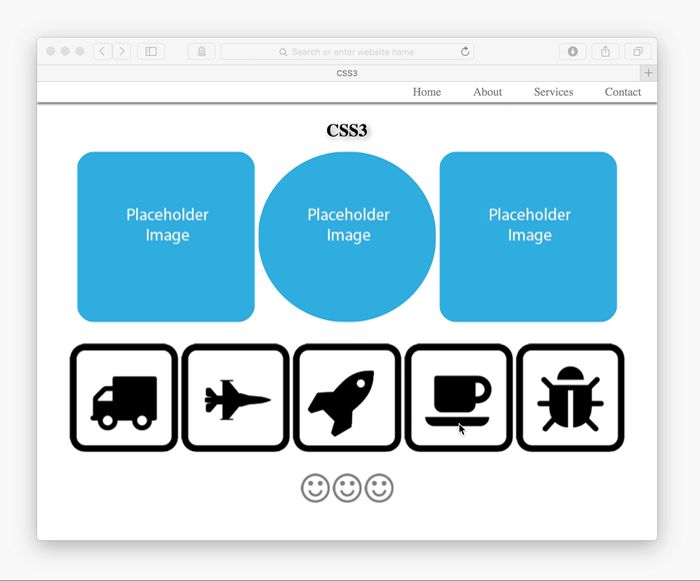 Search or enter website name
CSS3
Home About Services Contact
CSS3
Placeholder
Image
Placeholder
Image
Placeholder
Image